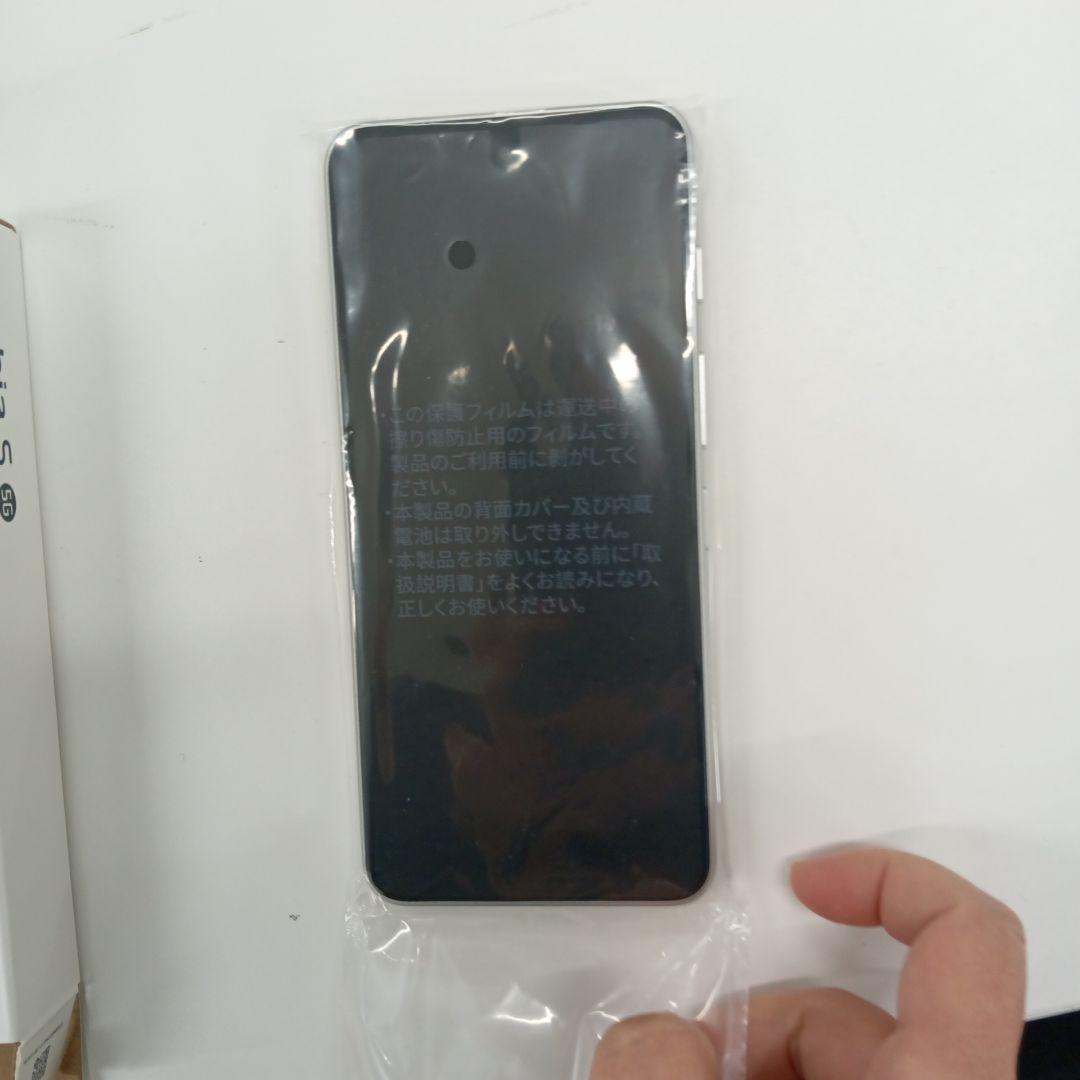 bia S 5G
・この保護フィルムは運送中の
擦り傷防止用のフィルムです。
製品のご利用前に剥がしてく
ださい。
・本製品の背面カバー及び内蔵
電池は取り外しできません。
・本製品をお使いになる前に「取
扱説明書」をよくお読みになり、
正しくお使いください。